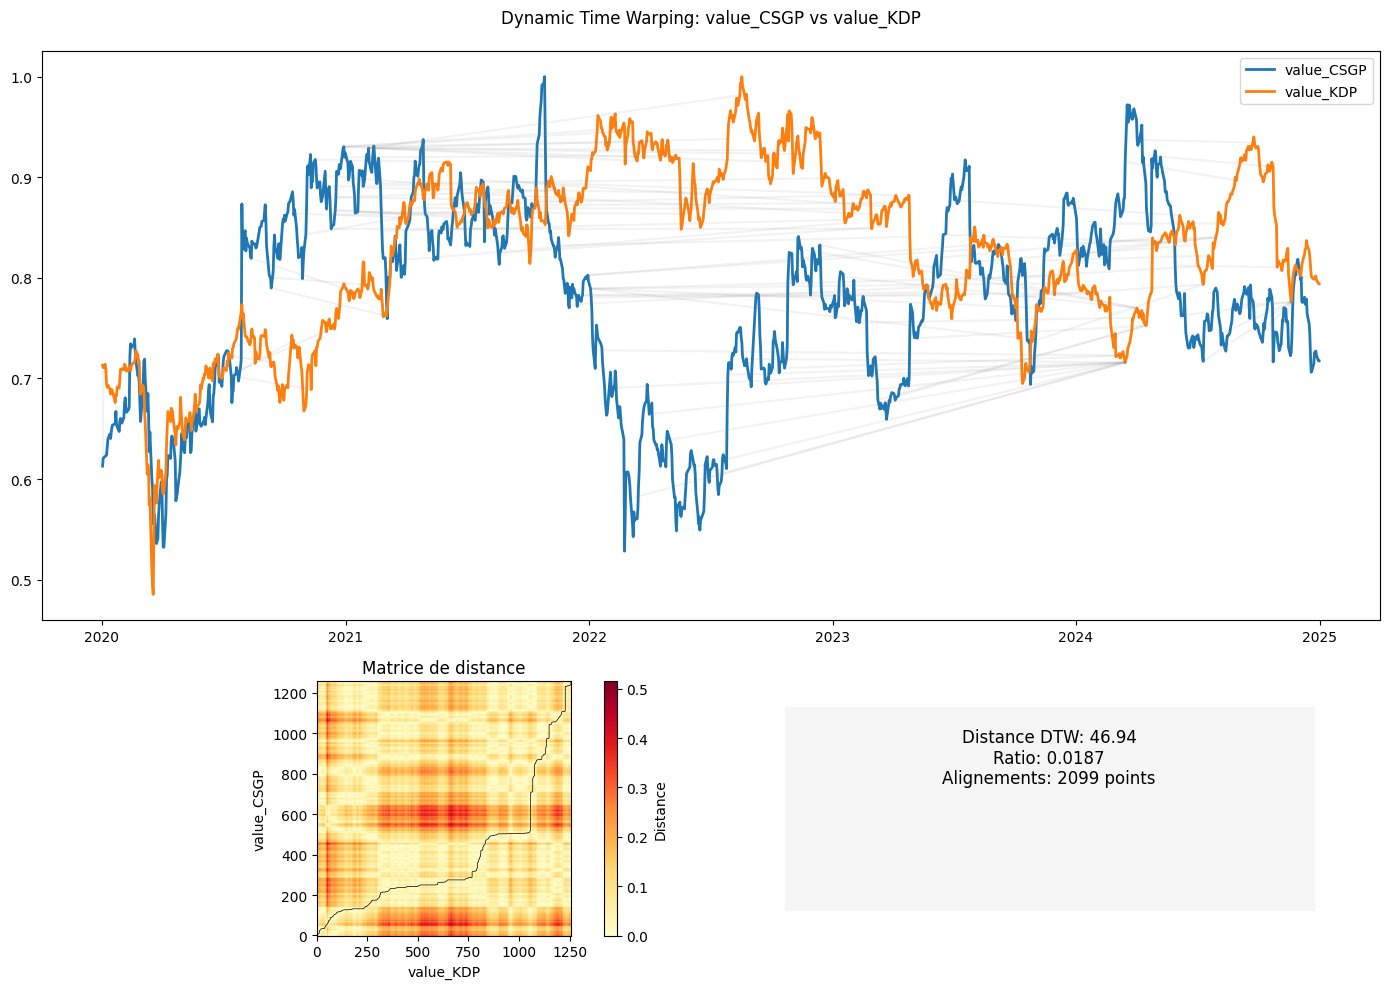 Dynamic Time Warping: value_CSGP vs value_KDP
value_CSGP
value_KDP
1.0
0.9
0.8
0.7
0.6
0.5
2020 2021 2022 2023 2024 2025
Matrice de distance
1200
1000
800
600
400
200
0
value_CSGP
0 250 500 750 1000 1250
value_KDP
0.5
0.4
0.3
0.2
0.1
0.0
Distance
Distance DTW: 46.94
Ratio: 0.0187
Alignements: 2099 points